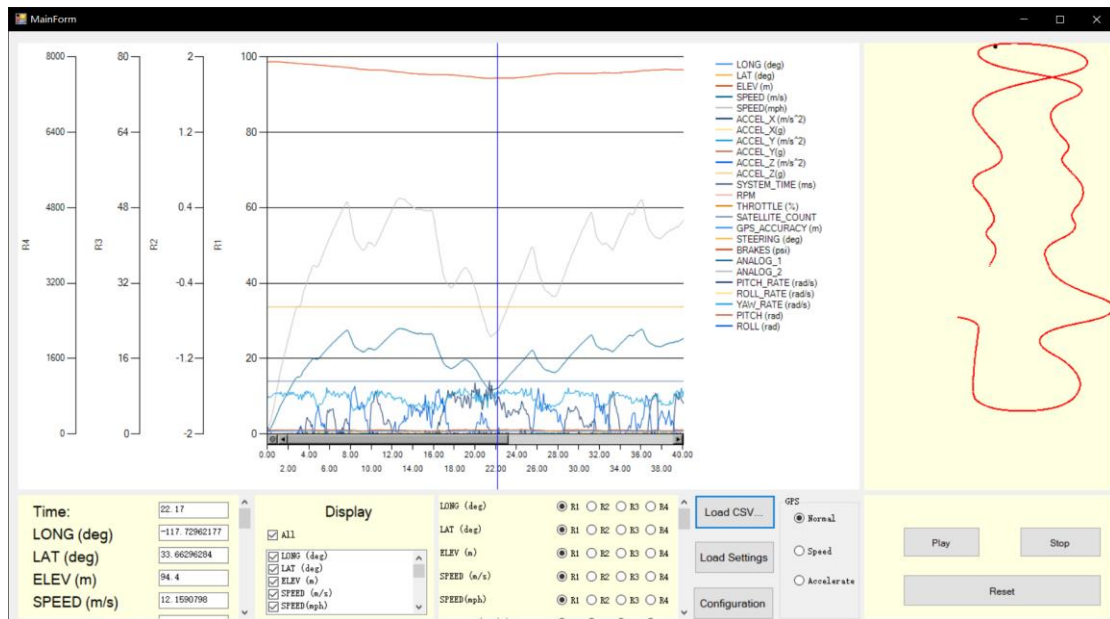 MainForm
8000 80 2 100
6400 64 1.2 80
4800 48 0.4 60
3200 32 -0.4 40
1600 16 -1.2 20
0 0 -2 0
R4 R3 R2 R1
0.00 4.00 8.00 12.00 16.00 20.00 24.00 28.00 32.00 36.00 40.00
2.00 6.00 10.00 14.00 18.00 22.00 26.00 30.00 34.00 38.00
LONG (deg)
LAT (deg)
ELEV (m)
SPEED (m/s)
SPEED(mph)
ACCEL_X (m/s^2)
ACCEL_X(g)
ACCEL_Y (m/s^2)
ACCEL_Y(g)
ACCEL_Z (m/s^2)
ACCEL_Z(g)
SYSTEM_TIME (ms)
RPM
THROTTLE (%)
SATELLITE_COUNT
GPS_ACCURACY (m)
STEERING (deg)
BRAKES (psi)
ANALOG_1
ANALOG_2
PITCH_RATE (rad/s)
ROLL_RATE (rad/s)
YAW_RATE (rad/s)
PITCH (rad)
ROLL (rad)
Time: 22.17
LONG (deg) -117.72962177
LAT (deg) 33.66296284
ELEV (m) 94.4
SPEED (m/s) 12.1590798
Display
All
LONG (deg)
LAT (deg)
ELEV (m)
SPEED (m/s)
SPEED(mph)
LONG (deg) R1 R2 R3 R4
LAT (deg) R1 R2 R3 R4
ELEV (m) R1 R2 R3 R4
SPEED (m/s) R1 R2 R3 R4
SPEED(mph) R1 R2 R3 R4
Load CSV...
Load Settings
Configuration
GPS
Normal
Speed
Accelerate
Play Stop
Reset